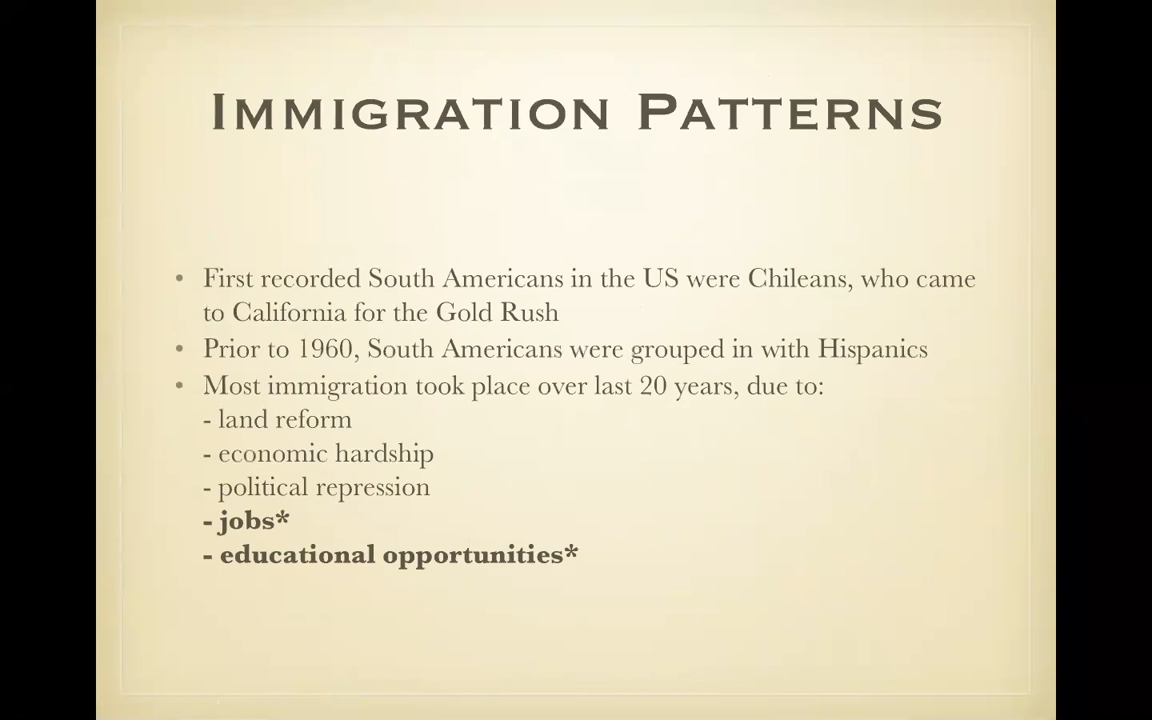 Immigration Patterns
• First recorded South Americans in the US were Chileans, who came
to California for the Gold Rush
• Prior to 1960, South Americans were grouped in with Hispanics
• Most immigration took place over last 20 years, due to:
- land reform
- economic hardship
- political repression
- jobs*
- educational opportunities*